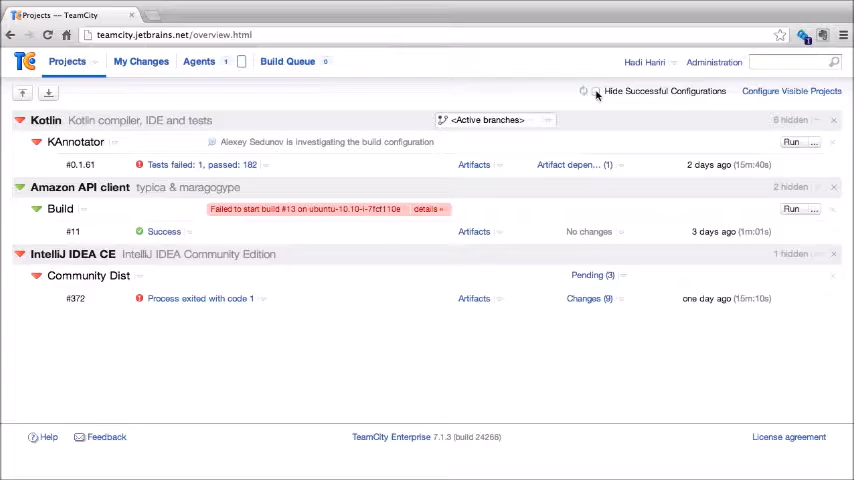 Projects — TeamCity
teamcity.jetbrains.net/overview.html
TC Projects My Changes Agents 1 Build Queue 0 Hadi Hariri Administration
Hide Successful Configurations Configure Visible Projects
Kotlin Kotlin compiler, IDE and tests <Active branches> 6 hidden
KAnnotator Alexey Sedunov is investigating the build configuration Run ...
#0.1.61 Tests failed: 1, passed: 182 Artifacts Artifact depen... (1) 2 days ago (15m:40s)
Amazon API client typica & maragogype 2 hidden
Build Failed to start build #13 on ubuntu-10.10-i-7fcf110e details » Run ...
#11 Success Artifacts No changes 3 days ago (1m:01s)
IntelliJ IDEA CE IntelliJ IDEA Community Edition 1 hidden
Community Dist Pending (3)
#372 Process exited with code 1 Artifacts Changes (9) one day ago (15m:10s)
? Help Feedback TeamCity Enterprise 7.1.3 (build 24266) License agreement